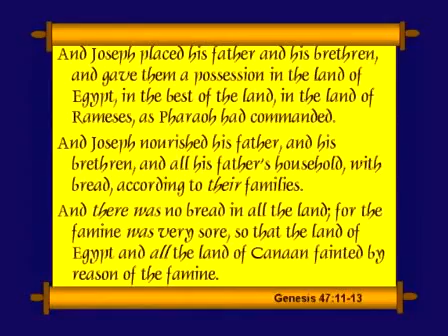 And Joseph placed his father and his brethren,
and gave them a possession in the land of
Egypt, in the best of the land, in the land of
Rameses, as Pharaoh had commanded.
And Joseph nourished his father, and his
brethren, and all his father's household, with
bread, according to their families.
And there was no bread in all the land; for the
famine was very sore, so that the land of
Egypt and all the land of Canaan fainted by
reason of the famine.
Genesis 47:11-13